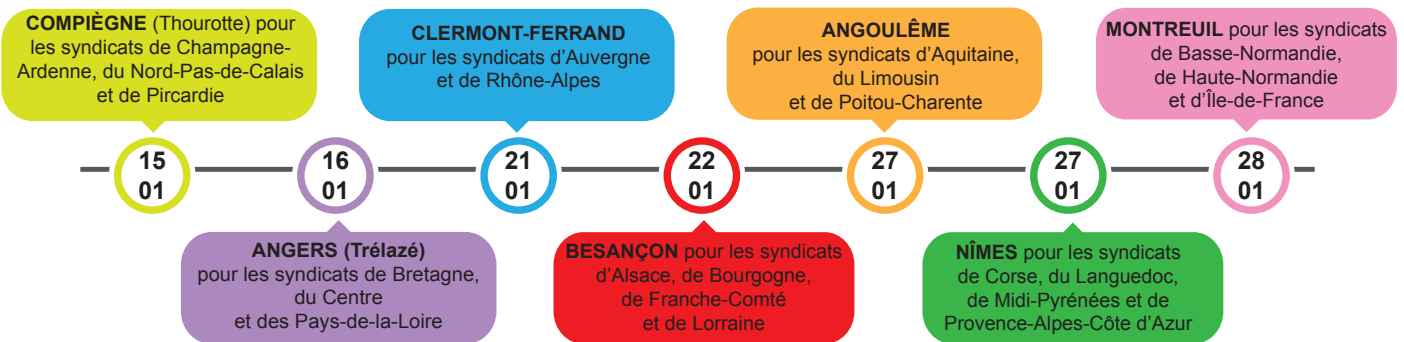 COMPIÈGNE (Thourotte) pour
les syndicats de Champagne-
Ardenne, du Nord-Pas-de-Calais
et de Pircardie
CLERMONT-FERRAND
pour les syndicats d'Auvergne
et de Rhône-Alpes
ANGOULÊME
pour les syndicats d'Aquitaine,
du Limousin
et de Poitou-Charente
MONTREUIL pour les syndicats
de Basse-Normandie,
de Haute-Normandie
et d'Île-de-France
15
01
16
01
21
01
22
01
27
01
27
01
28
01
ANGERS (Trélazé)
pour les syndicats de Bretagne,
du Centre
et des Pays-de-la-Loire
BESANÇON pour les syndicats
d'Alsace, de Bourgogne,
de Franche-Comté
et de Lorraine
NÎMES pour les syndicats
de Corse, du Languedoc,
de Midi-Pyrénées et de
Provence-Alpes-Côte d'Azur